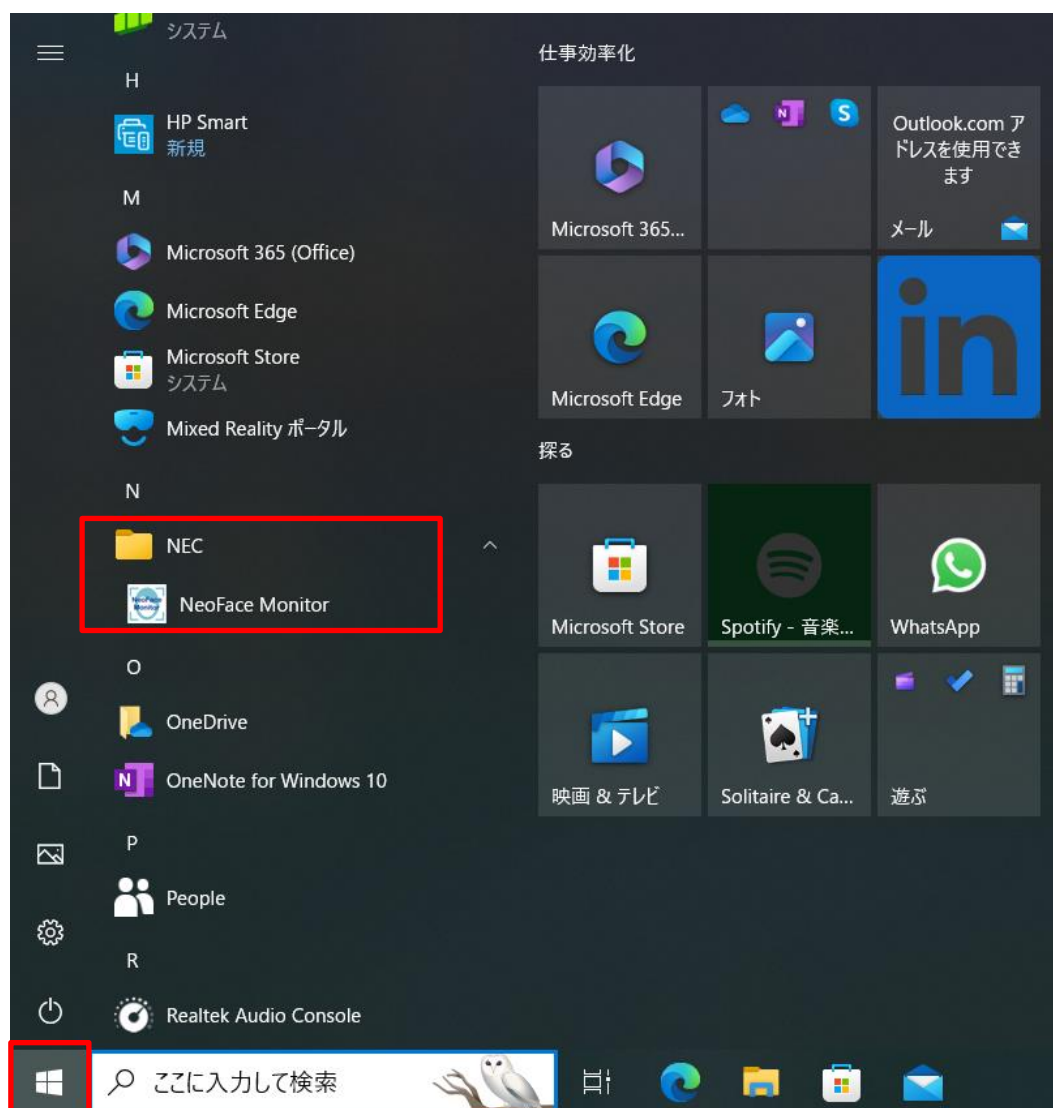 システム
H
HP Smart
新規
M
Microsoft 365 (Office)
Microsoft Edge
Microsoft Store
システム
Mixed Reality ポータル
N
NEC
NeoFace Monitor
O
OneDrive
OneNote for Windows 10
P
People
R
Realtek Audio Console
ここに入力して検索
仕事効率化
Microsoft 365...
Outlook.com ア
ドレスを使用でき
ます
メール
Microsoft Edge
フォト
in
探る
Microsoft Store
Spotify - 音楽...
WhatsApp
映画 & テレビ
Solitaire & Ca...
遊ぶ